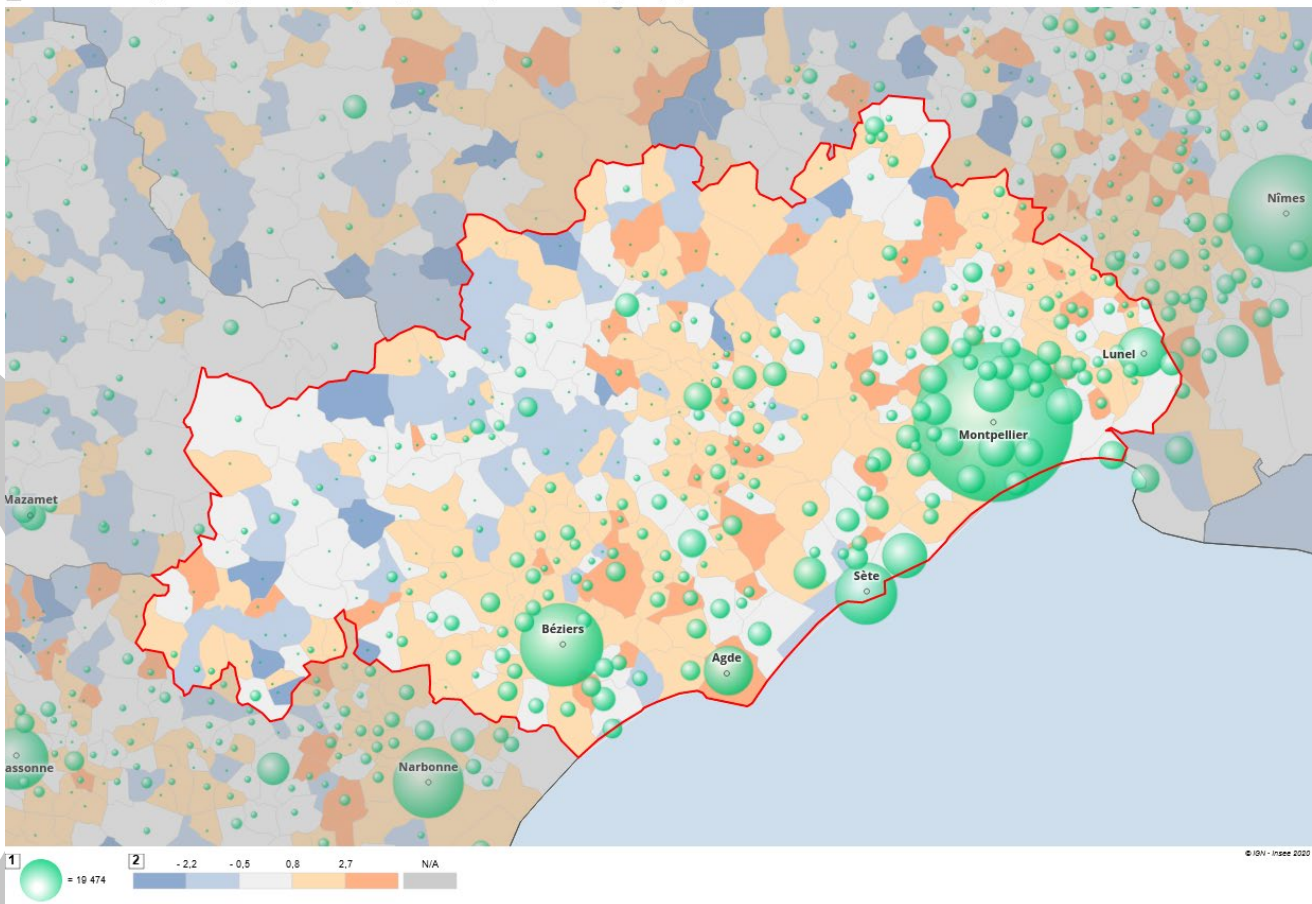 Nîmes
Lunel
Montpellier
Mazamet
Sète
Béziers
Agde
assonne
Narbonne
© IGN - Insee 2020
1
= 19 474
2
- 2,2 - 0,5 0,8 2,7 N/A